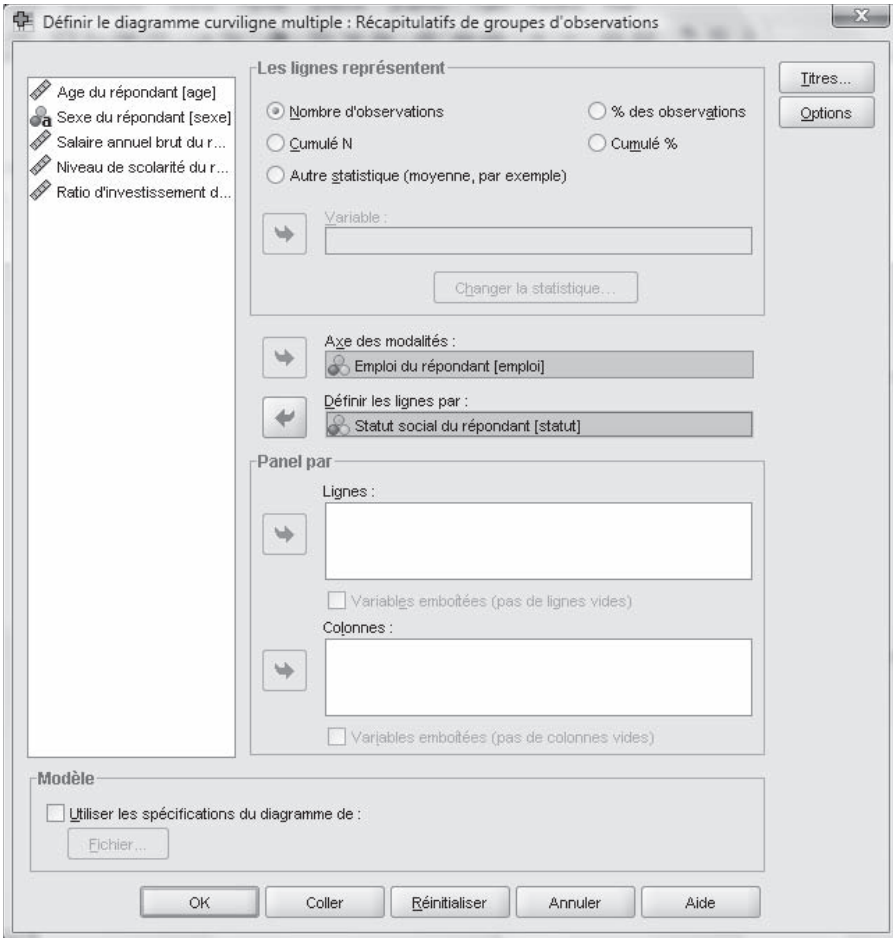 Définir le diagramme curviligne multiple : Récapitulatifs de groupes d'observations
Age du répondant [age]
Sexe du répondant [sexe]
Salaire annuel brut du r...
Niveau de scolarité du r...
Ratio d'investissement d...
Les lignes représentent
Nombre d'observations
% des observations
Cumulé N
Cumulé %
Autre statistique (moyenne, par exemple)
Variable :
Changer la statistique...
Titres...
Options
Axe des modalités :
Emploi du répondant [emploi]
Définir les lignes par :
Statut social du répondant [statut]
Panel par
Lignes :
Variables emboîtées (pas de lignes vides)
Colonnes :
Variables emboîtées (pas de colonnes vides)
Modèle
Utiliser les spécifications du diagramme de :
Fichier...
OK
Coller
Réinitialiser
Annuler
Aide